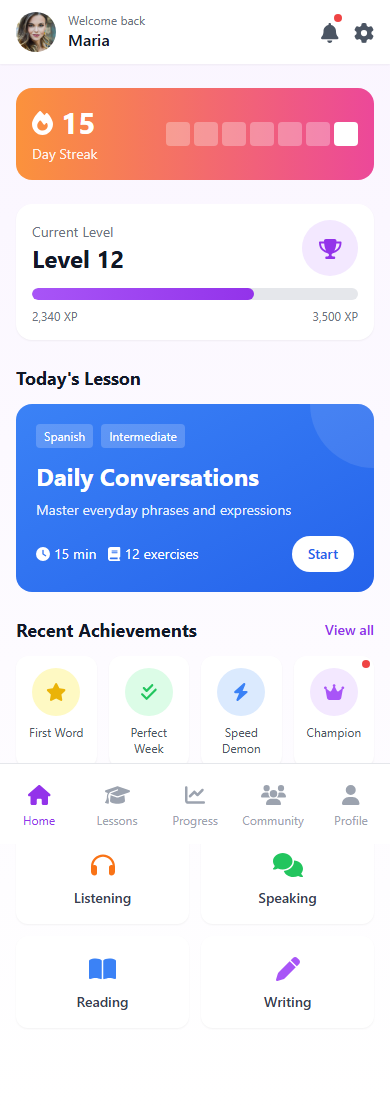 Welcome back
Maria
15
Day Streak
Current Level
Level 12
2,340 XP
3,500 XP
Today's Lesson
Spanish
Intermediate
Daily Conversations
Master everyday phrases and expressions
15 min
12 exercises
Start
Recent Achievements
View all
First Word
Perfect
Week
Speed
Demon
Champion
Home
Lessons
Progress
Community
Profile
Listening
Speaking
Reading
Writing